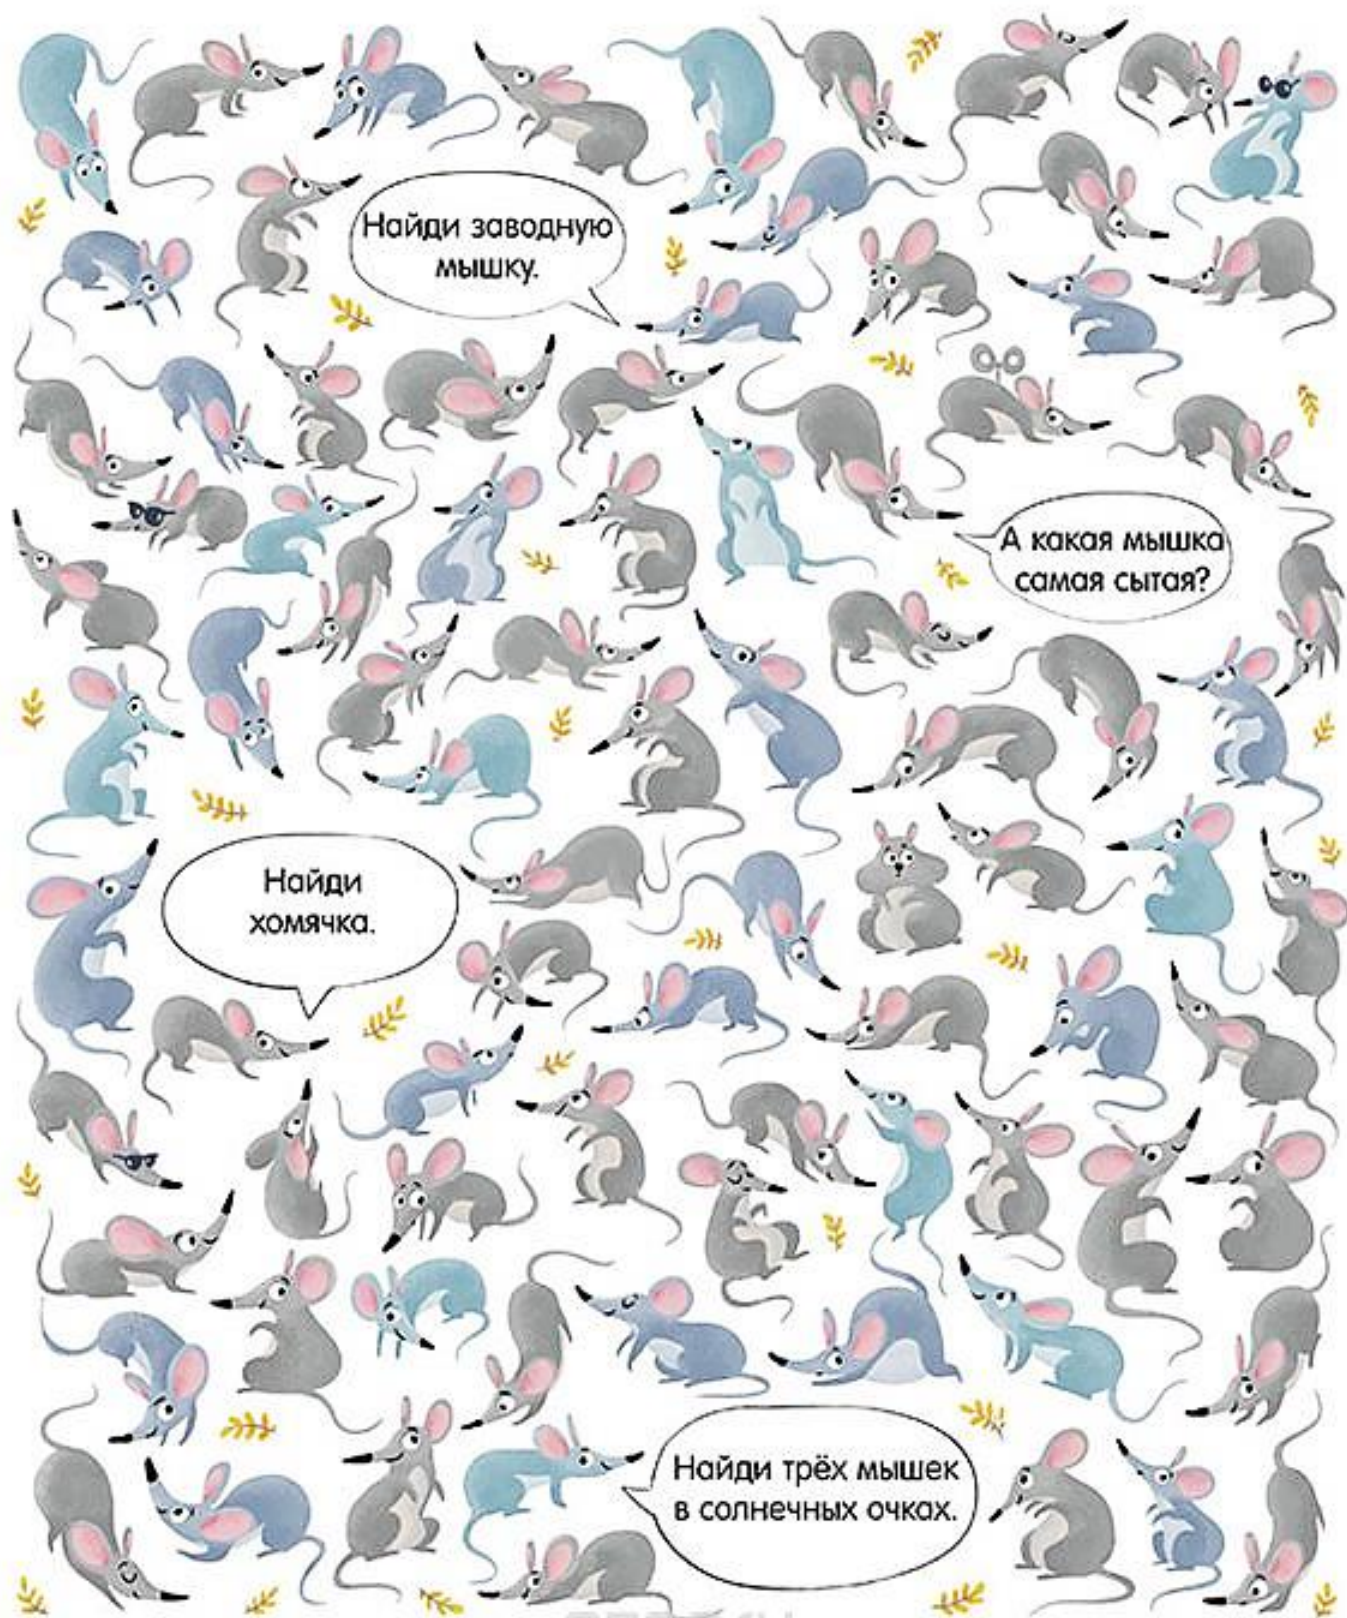 Найди заводную
мышку.
А какая мышка
самая сытая?
Найди
хомячка.
Найди трёх мышек
в солнечных очках.